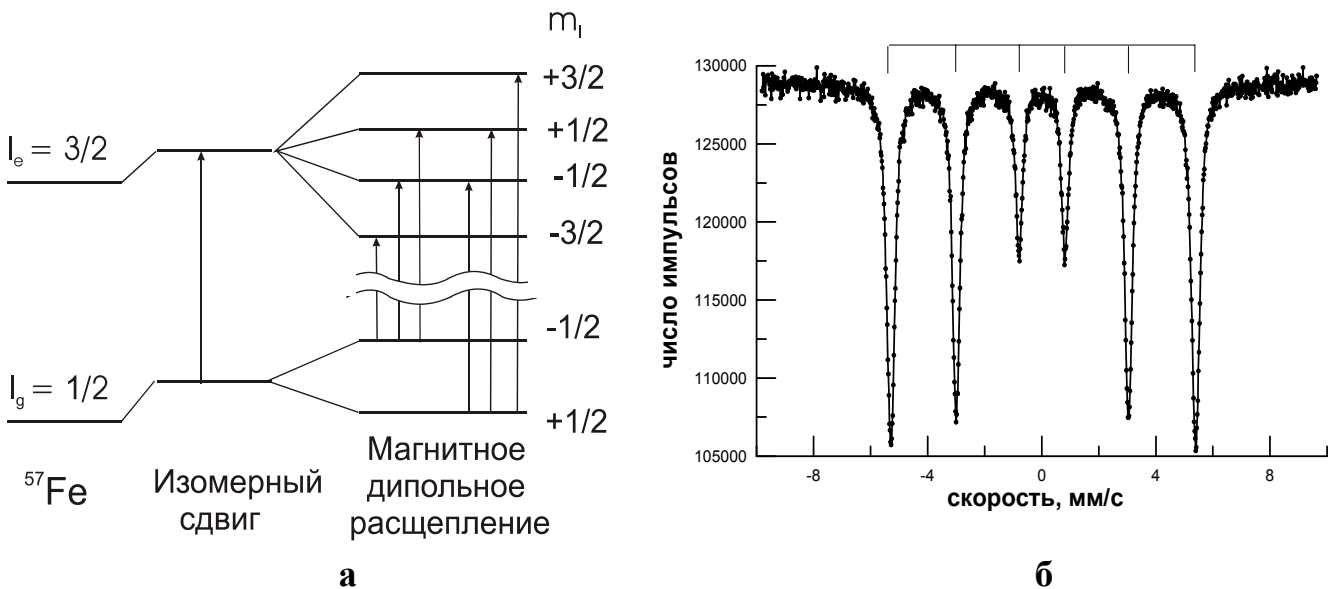 m_I
+3/2
+1/2
-1/2
-3/2
I_e = 3/2
-1/2
+1/2
I_g = 1/2
⁵⁷Fe
Изомерный
сдвиг
Магнитное
дипольное
расщепление
а
130000
125000
120000
115000
110000
105000
число импульсов
-8 -4 0 4 8
скорость, мм/с
б